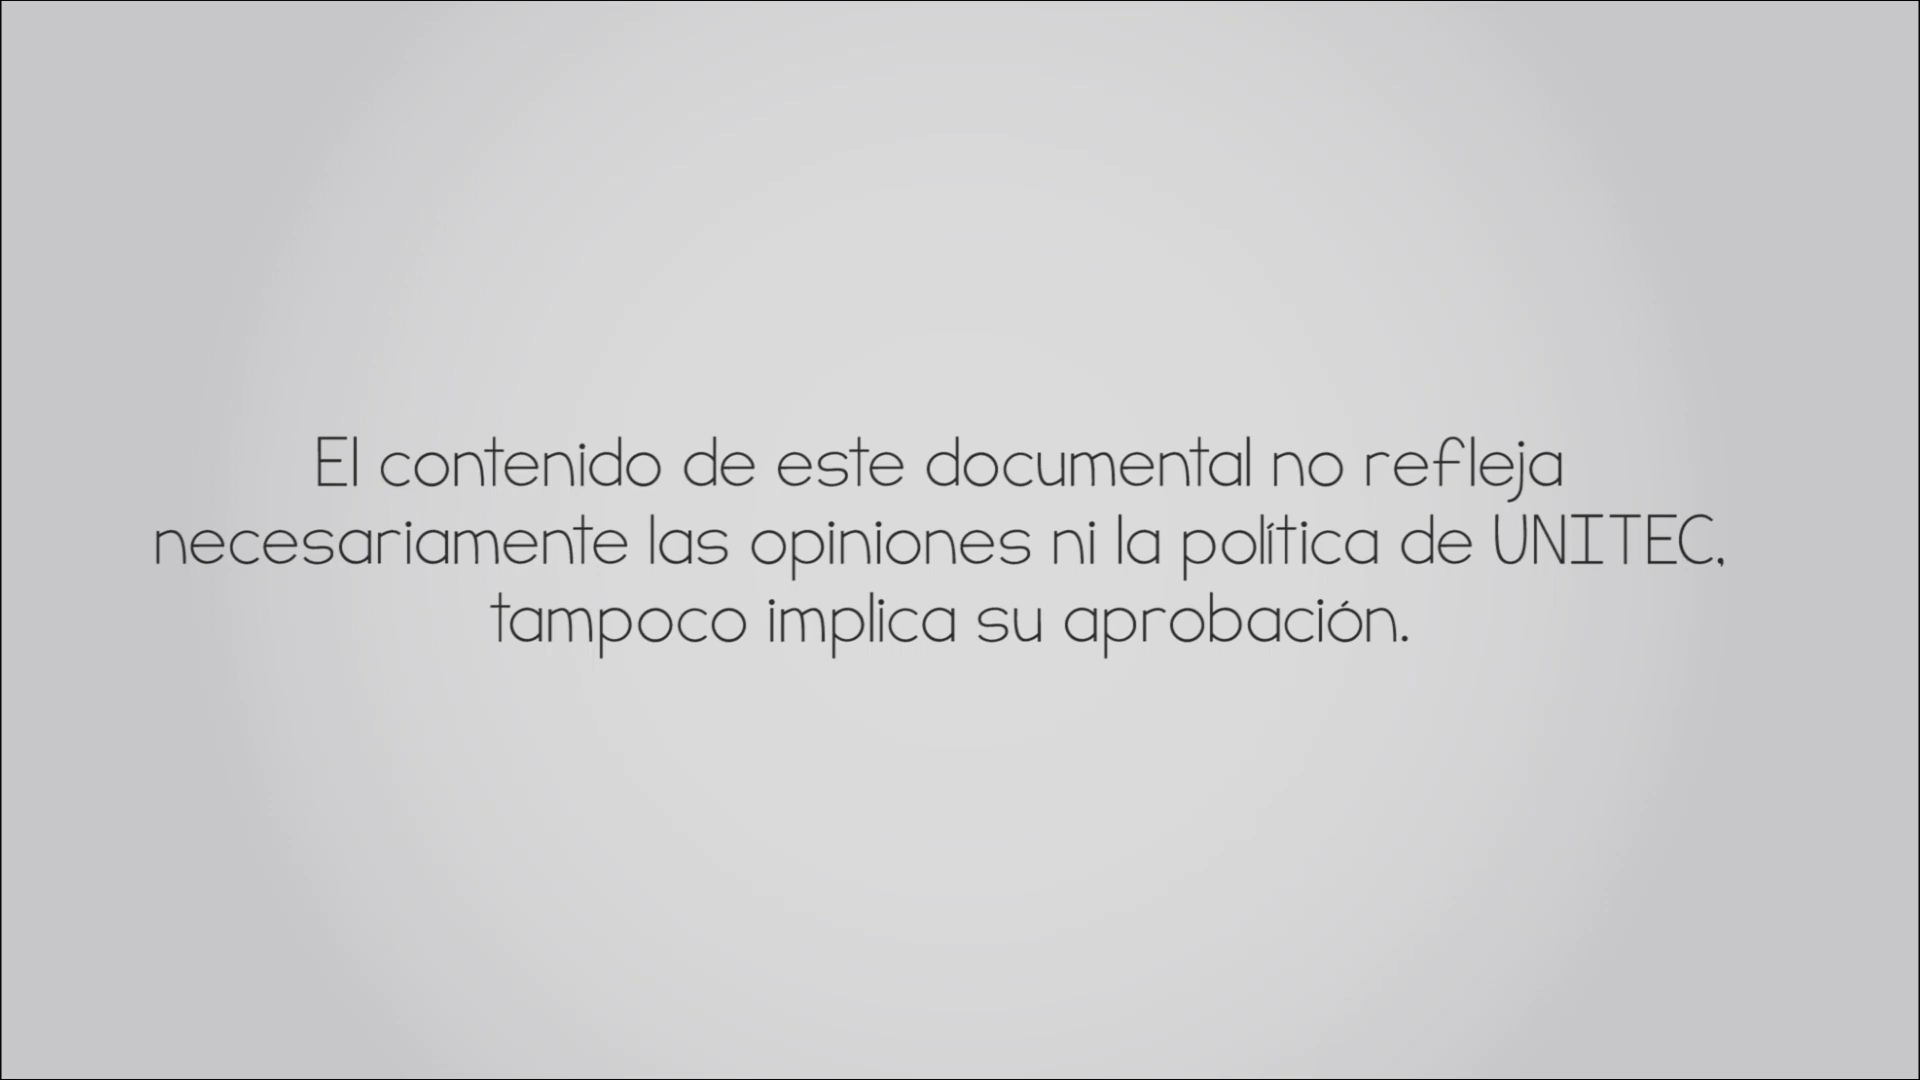 El contenido de este documental no refleja
necesariamente las opiniones ni la política de UNITEC,
tampoco implica su aprobación.